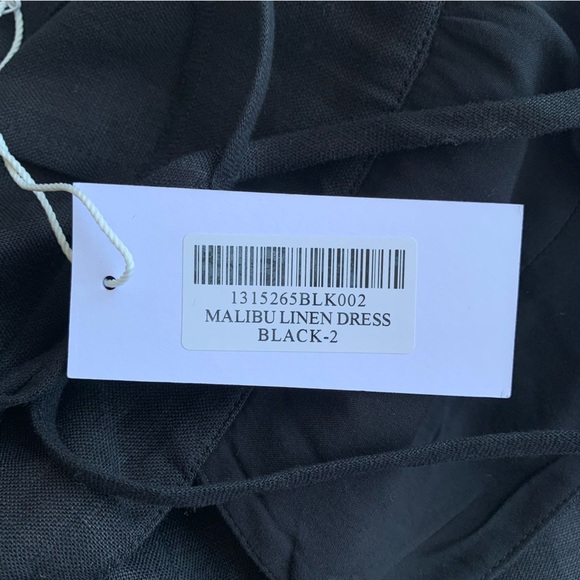 1315265BLK002
MALIBU LINEN DRESS
BLACK-2